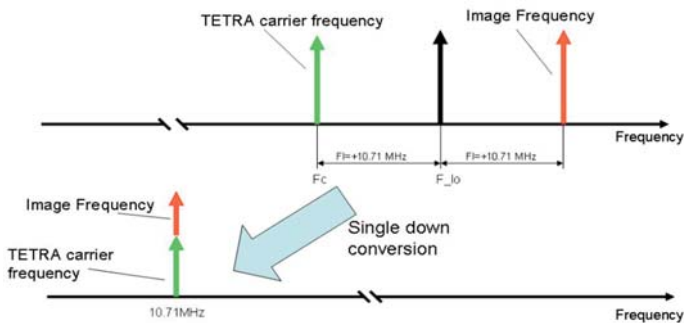 TETRA carrier frequency
Image Frequency
Frequency
FI=+10.71 MHz
FI=+10.71 MHz
Fc
F_lo
Image Frequency
Single down
conversion
TETRA carrier
frequency
10.71MHz
Frequency